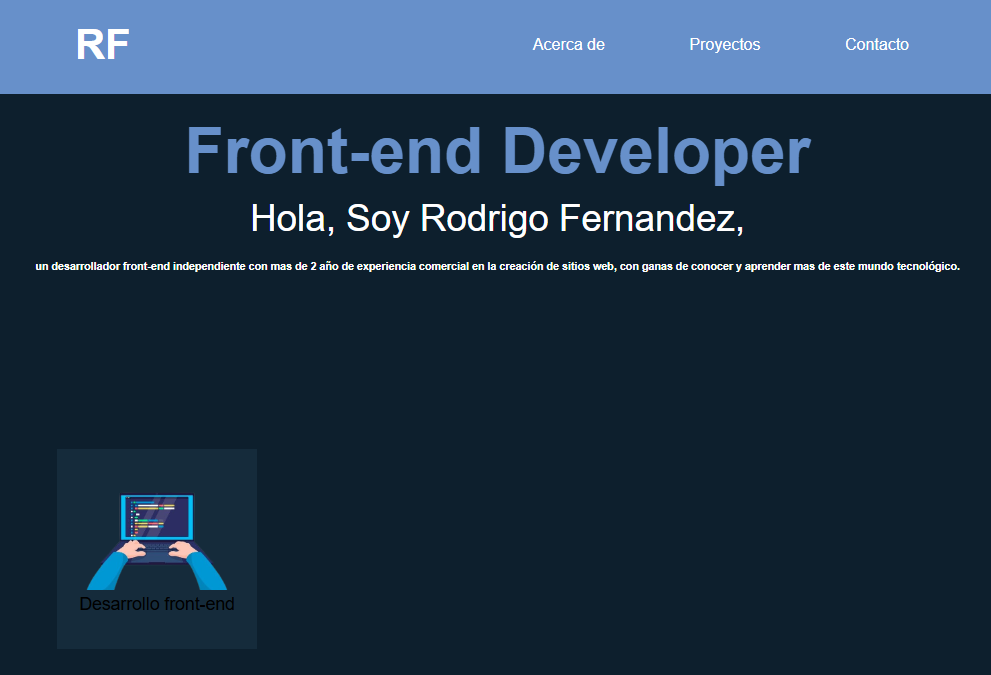 RF
Acerca de
Proyectos
Contacto
Front-end Developer
Hola, Soy Rodrigo Fernandez,
un desarrollador front-end independiente con mas de 2 año de experiencia comercial en la creación de sitios web, con ganas de conocer y aprender mas de este mundo tecnológico.
Desarrollo front-end